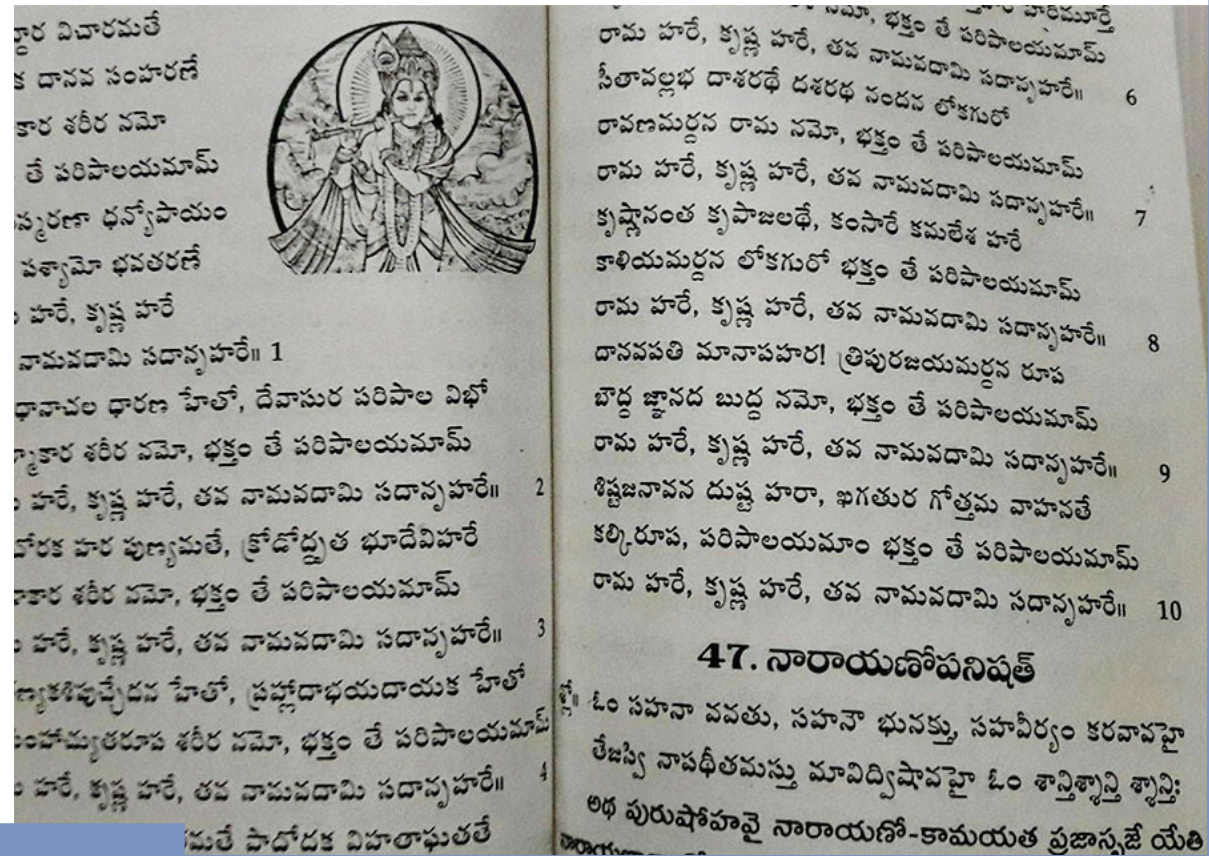 విచారమతే
దానవ సంహరణే
శరీర నమో
తే పరిపాలయమామ్
ధన్యోపాయం
పశ్యామో భవతరణే
హరే, కృష్ణ హరే
నామవదామి సదానృహరే॥ 1
ధారణ హేతో, దేవాసుర పరిపాల విభో
శరీర నమో, భక్తం తే పరిపాలయమామ్
హరే, కృష్ణ హరే, తవ నామవదామి సదానృహరే॥ 2
హర పుణ్యమతే, క్రోడోద్ధృత భూదేవిహరే
శరీర నమో, భక్తం తే పరిపాలయమామ్
హరే, కృష్ణ హరే, తవ నామవదామి సదానృహరే॥ 3
హేతో, ప్రహ్లాదాభయదాయక హేతో
శరీర నమో, భక్తం తే పరిపాలయమామ్
హరే, కృష్ణ హరే, తవ నామవదామి సదానృహరే॥ 4
పాదోదక విహతాఘతతే
నమో, భక్తం తే పరిపాలయమామ్
రామ హరే, కృష్ణ హరే, తవ నామవదామి సదానృహరే॥ 6
సీతావల్లభ దాశరథే దశరథ నందన లోకగురో
రావణమర్దన రామ నమో, భక్తం తే పరిపాలయమామ్
రామ హరే, కృష్ణ హరే, తవ నామవదామి సదానృహరే॥ 7
కృష్ణానంత కృపాజలథే, కంసారే కమలేశ హరే
కాళియమర్దన లోకగురో భక్తం తే పరిపాలయమామ్
రామ హరే, కృష్ణ హరే, తవ నామవదామి సదానృహరే॥ 8
దానవపతి మానాపహర! త్రిపురజయమర్దన రూప
బౌద్ధ జ్ఞానద బుద్ధ నమో, భక్తం తే పరిపాలయమామ్
రామ హరే, కృష్ణ హరే, తవ నామవదామి సదానృహరే॥ 9
శిష్టజనావన దుష్ట హరా, ఖగతుర గోత్తమ వాహనతే
కల్కిరూప, పరిపాలయమాం భక్తం తే పరిపాలయమామ్
రామ హరే, కృష్ణ హరే, తవ నామవదామి సదానృహరే॥ 10
47. నారాయణోపనిషత్
శ్లో॥ ఓం సహనా వవతు, సహనౌ భునక్తు, సహవీర్యం కరవావహై
తేజస్వి నాపథీతమస్తు మావిద్విషావహై ఓం శాన్తిశ్శాన్తి శ్శాన్తిః
అథ పురుషోహవై నారాయణో-కామయత ప్రజాస్సృజే యేతి